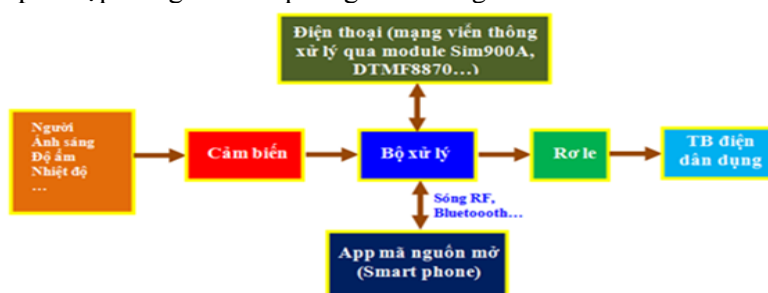 Điện thoại (mạng viễn thông
xử lý qua module Sim900A,
DTMF8870...)
Người
Ánh sáng
Độ ẩm
Nhiệt độ
...
Cảm biến
Bộ xử lý
Rơ le
TB điện
dân dụng
Sóng RF,
Bluetoooth...
App mã nguồn mở
(Smart phone)